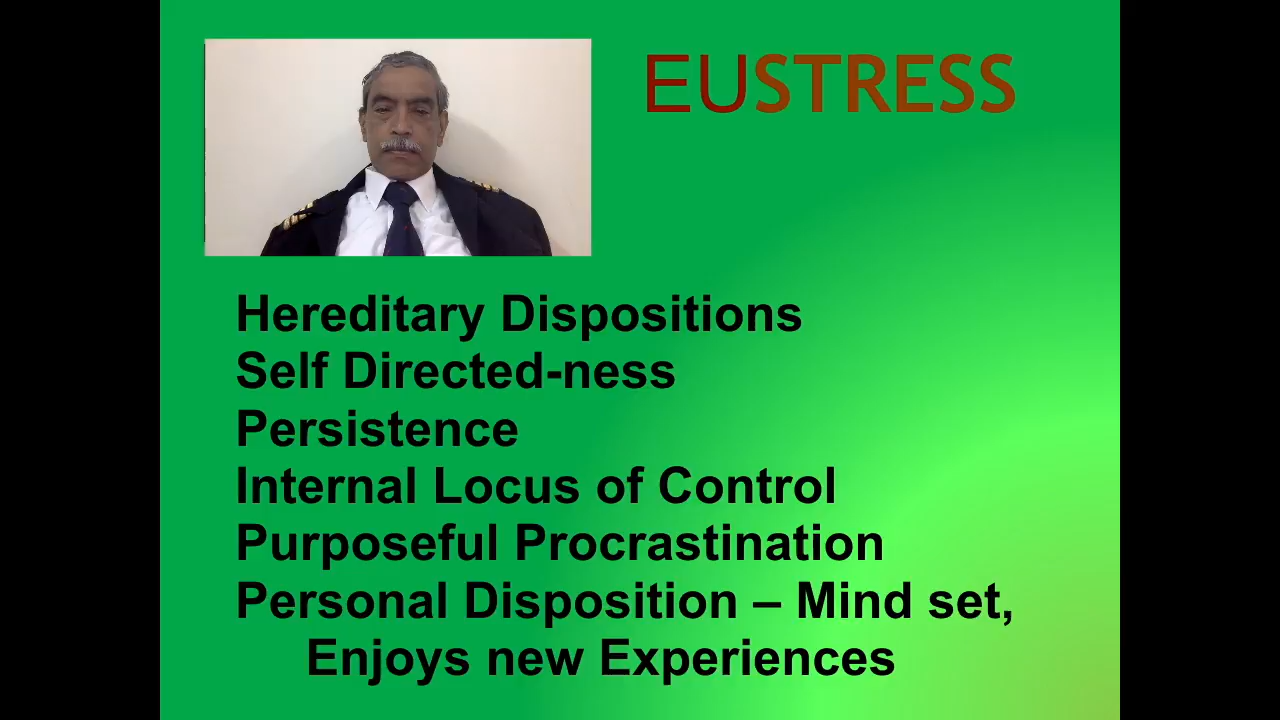 EUSTRESS
Hereditary Dispositions
Self Directed-ness
Persistence
Internal Locus of Control
Purposeful Procrastination
Personal Disposition – Mind set,
Enjoys new Experiences